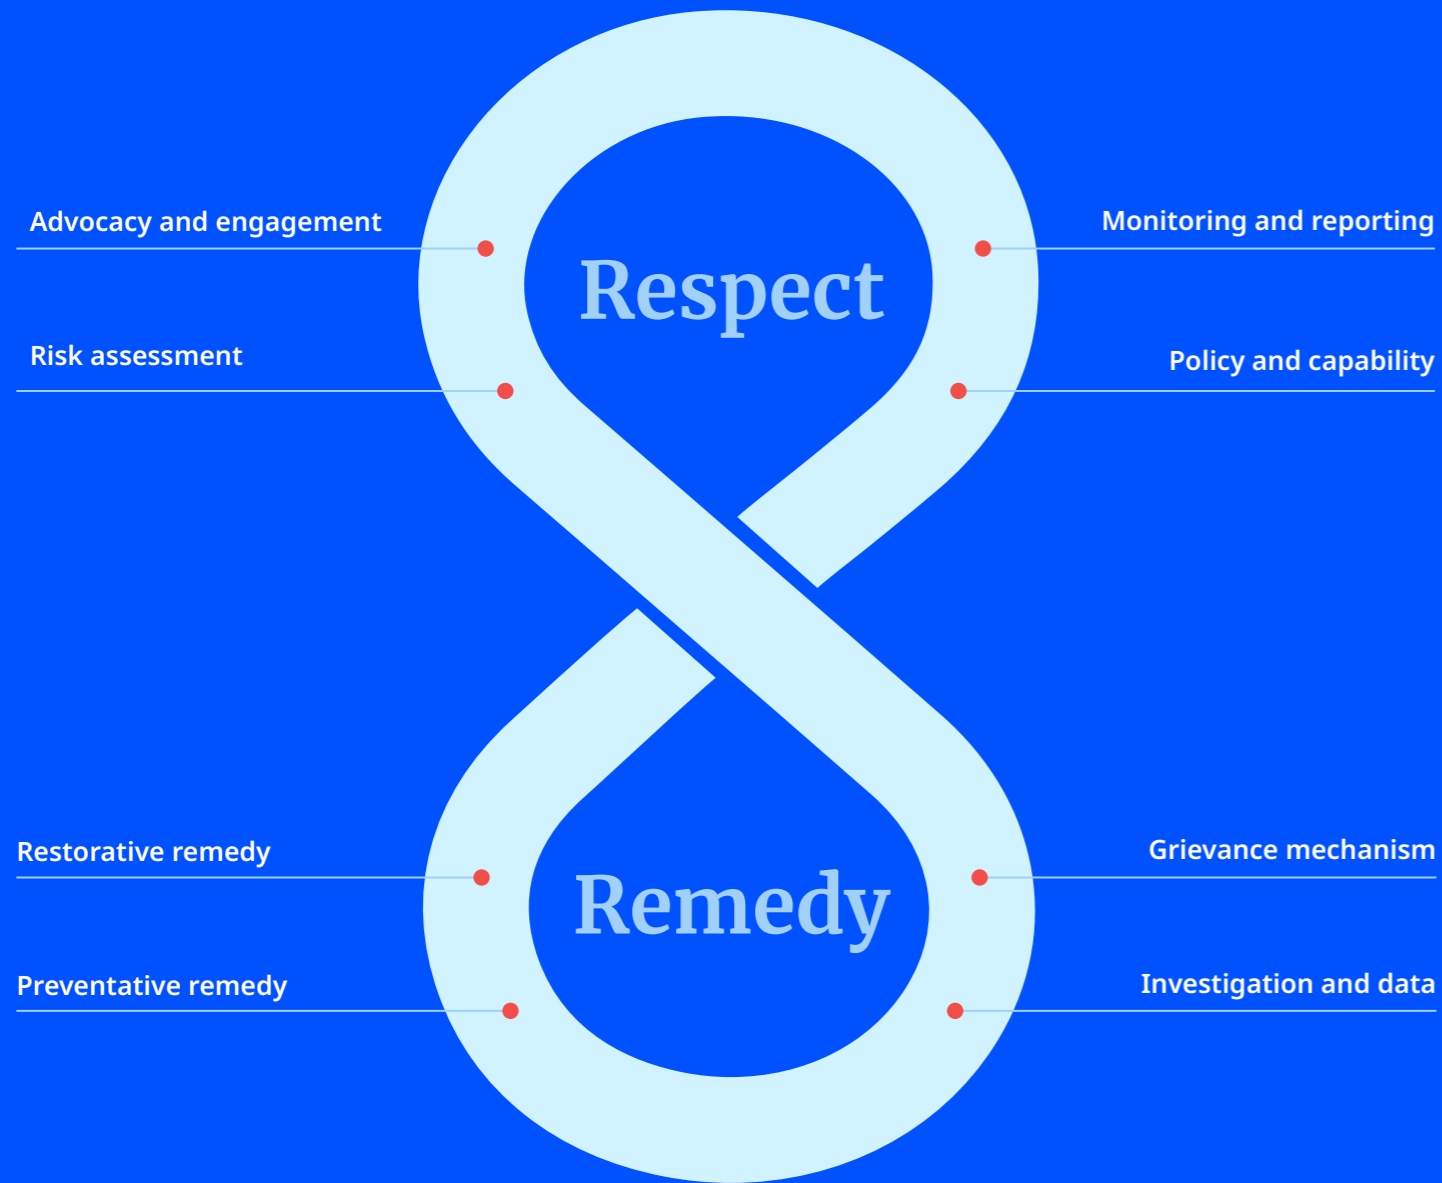 Advocacy and engagement
Monitoring and reporting
Respect
Risk assessment
Policy and capability
Restorative remedy
Grievance mechanism
Remedy
Preventative remedy
Investigation and data